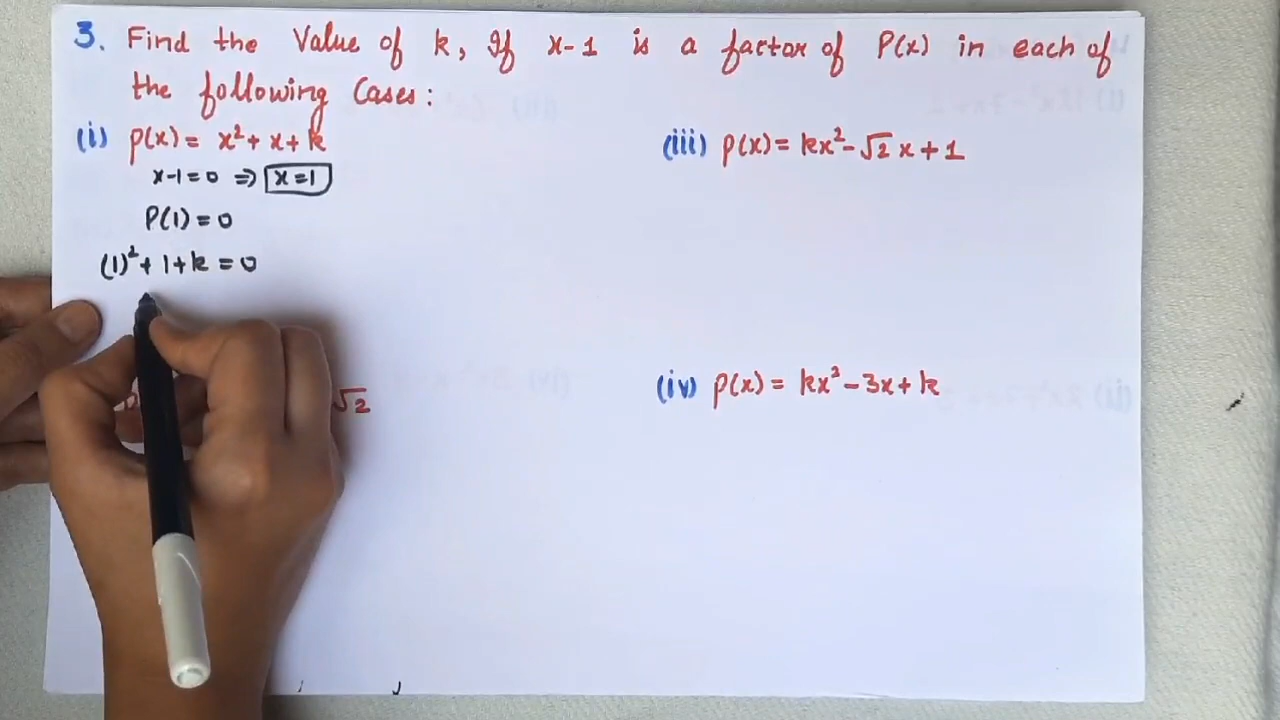 3. Find the Value of k, If x-1 is a factor of P(x) in each of
the following Cases:
(i) p(x) = x² + x + k
x-1=0 ⇒ x=1
P(1) = 0
(1)² + 1 + k = 0
√2
(iii) p(x) = kx² - √2 x + 1
(iv) p(x) = kx² - 3x + k